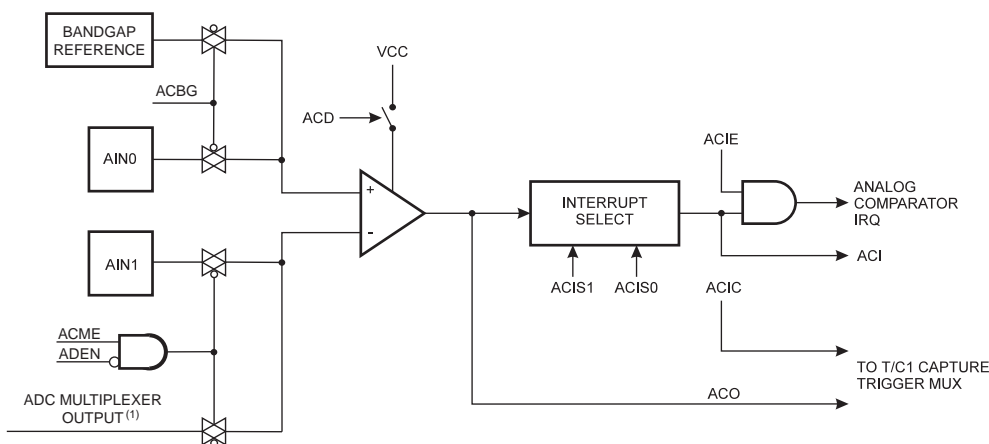 BANDGAP
REFERENCE
ACBG
AIN0
AIN1
ACME
ADEN
ADC MULTIPLEXER
OUTPUT (1)
VCC
ACD
+
-
INTERRUPT
SELECT
ACIS1 ACIS0
ACIE
ANALOG
COMPARATOR
IRQ
ACI
ACIC
TO T/C1 CAPTURE
TRIGGER MUX
ACO